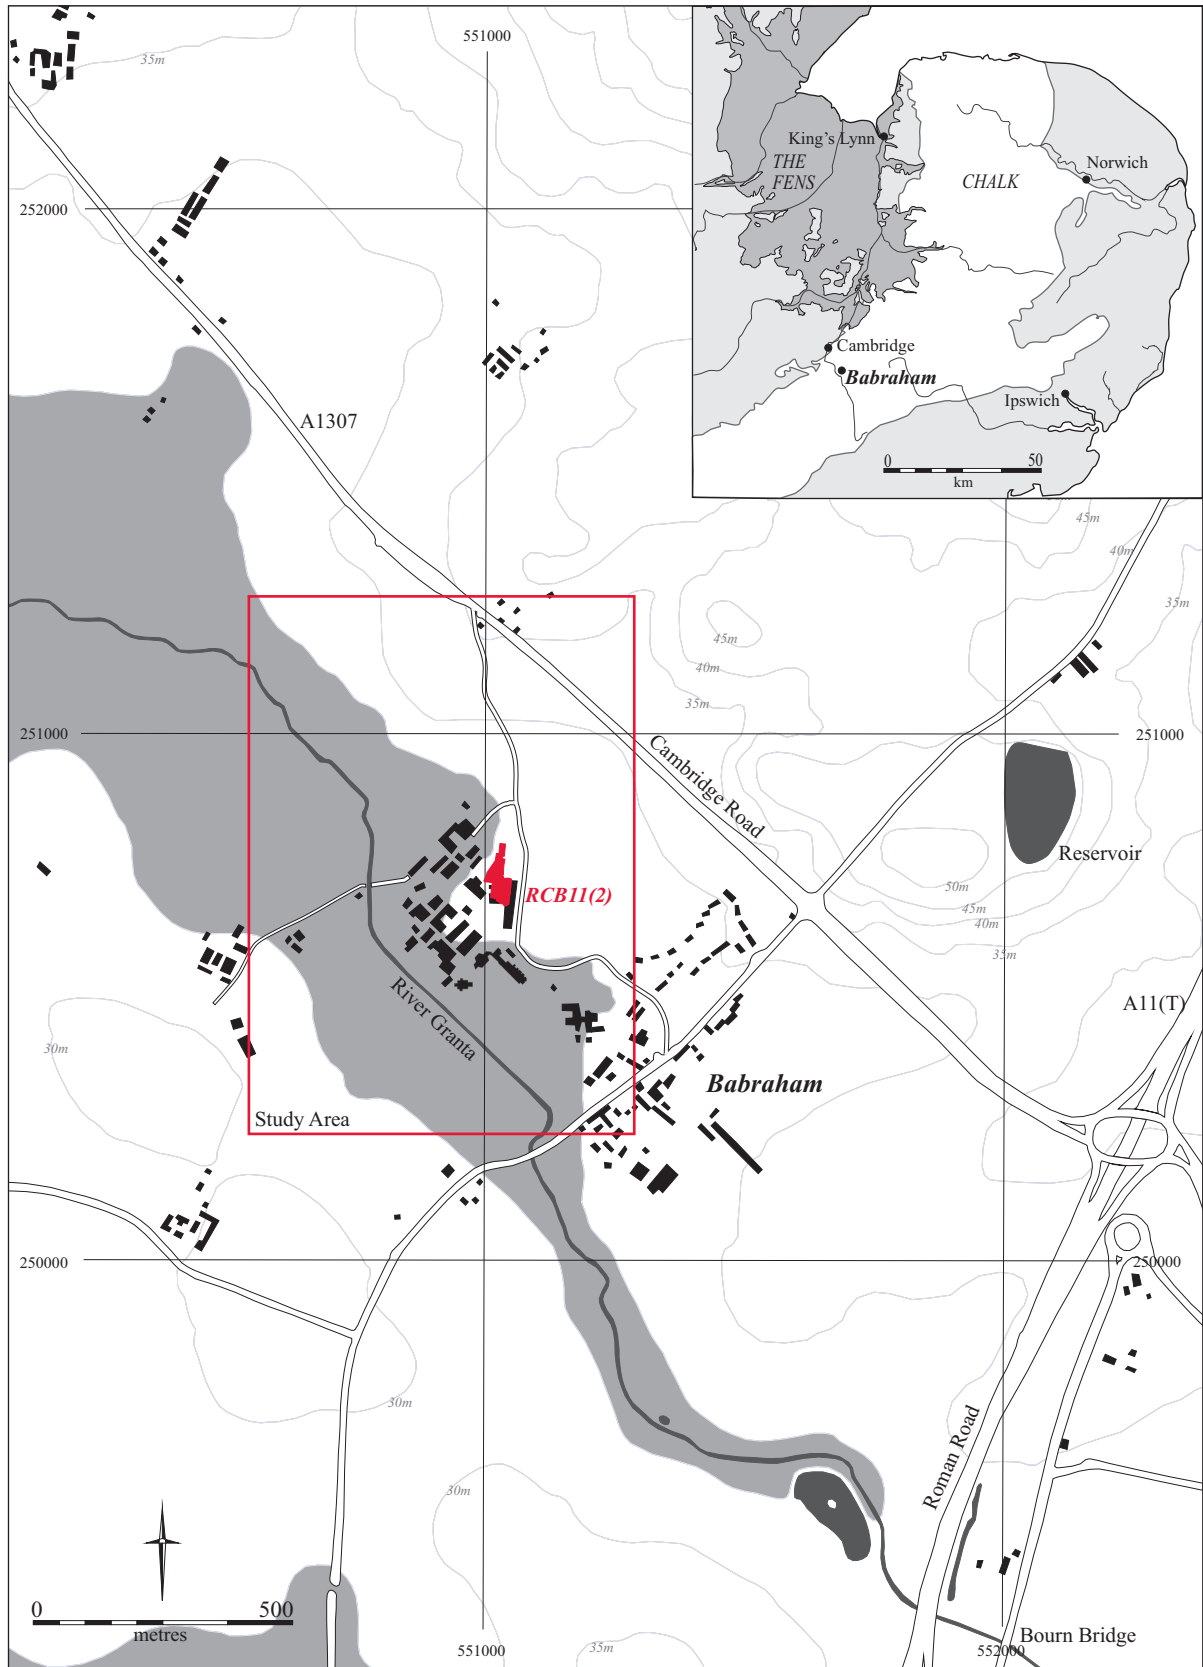 551000
35m
King's Lynn
THE
FENS
CHALK
Norwich
252000
Cambridge
Babraham
Ipswich
0 50
km
A1307
45m
40m
35m
45m
40m
35m
251000
251000
Cambridge Road
Reservoir
50m
45m
40m
35m
RCB11(2)
River Granta
A11(T)
30m
Babraham
Study Area
250000
250000
30m
Roman Road
30m
0 500
metres
35m
551000
552000
Bourn Bridge